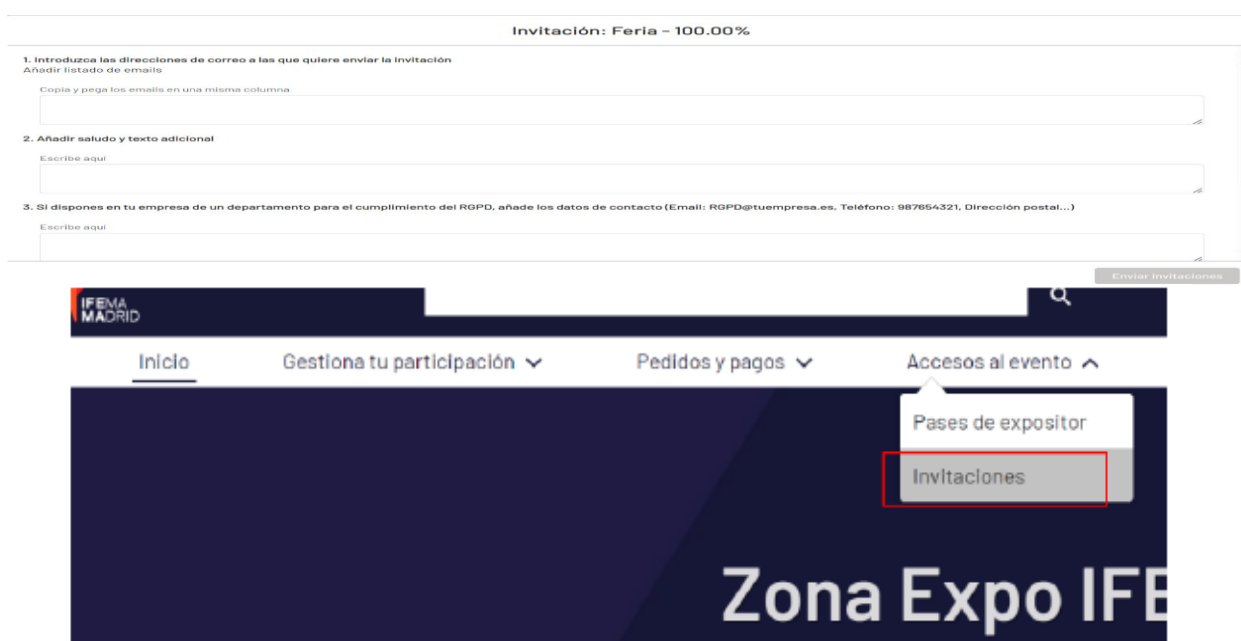 Invitación: Feria - 100.00%
1. Introduzca las direcciones de correo a las que quiere enviar la invitación
Añadir listado de emails
Copia y pega los emails en una misma columna
2. Añadir saludo y texto adicional
Escribe aquí
3. Si dispones en tu empresa de un departamento para el cumplimiento del RGPD, añade los datos de contacto (Email: RGPD@tuempresa.es, Teléfono: 987654321, Dirección postal...)
Escribe aquí
Enviar invitaciones
IFEMA
MADRID
Inicio Gestiona tu participación Pedidos y pagos Accesos al evento
Pases de expositor
Invitaciones
Zona Expo IFE